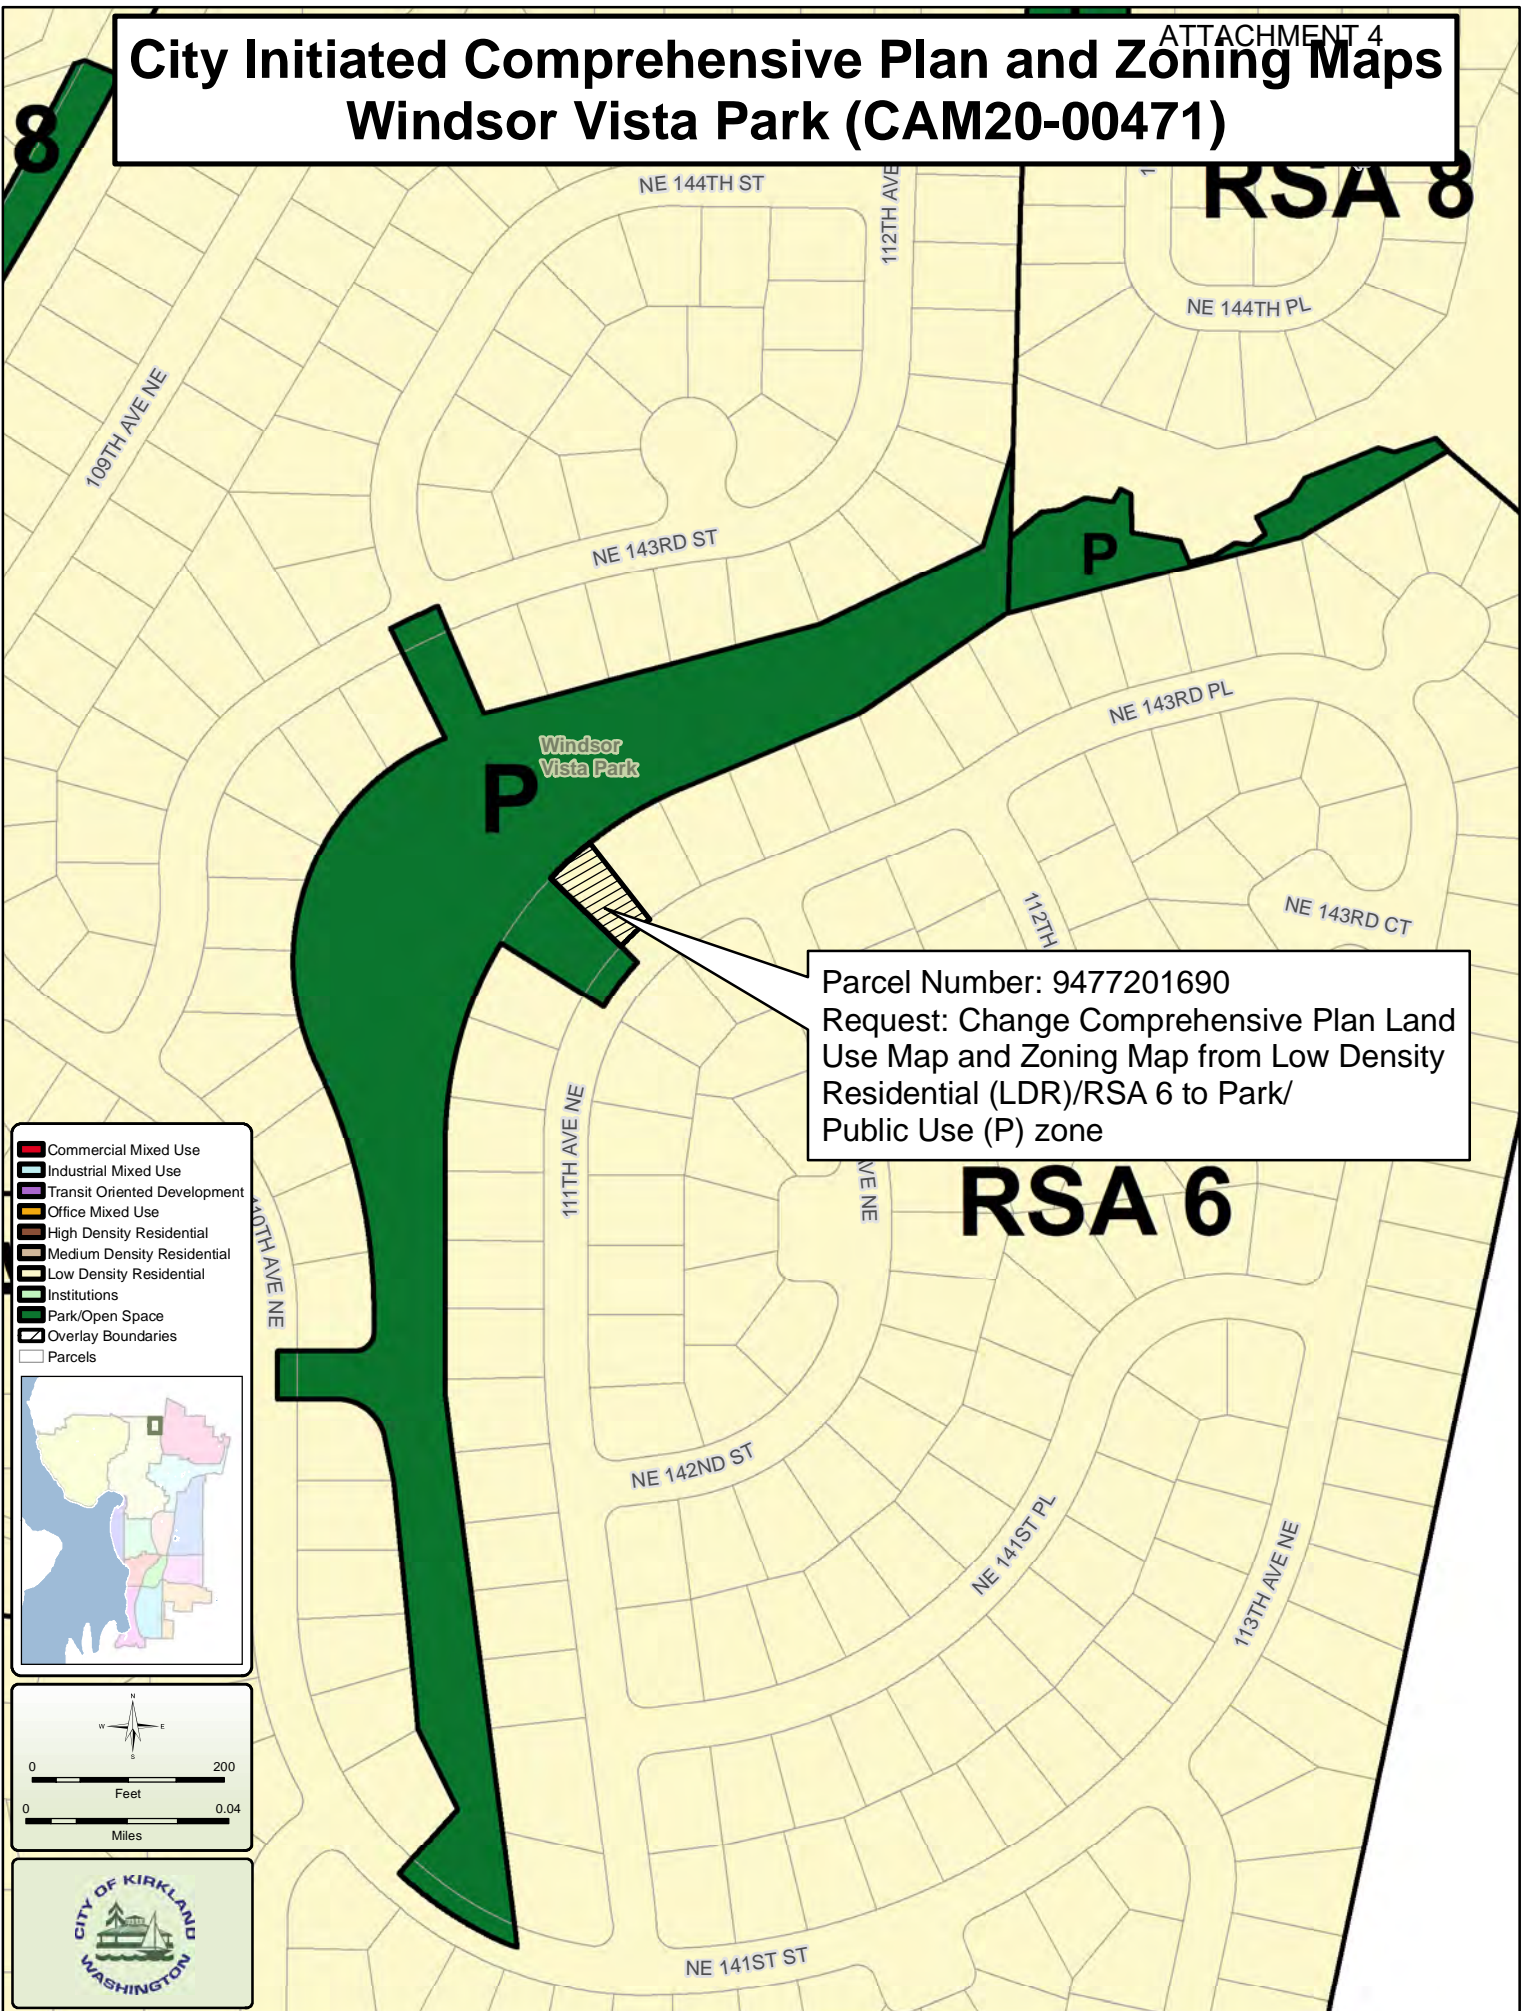 ATTACHMENT 4
City Initiated Comprehensive Plan and Zoning Maps
Windsor Vista Park (CAM20-00471)
8
RSA 8
NE 144TH ST
112TH AVE
NE 144TH PL
109TH AVE NE
NE 143RD ST
P
NE 143RD PL
Windsor
Vista Park
P
NE 143RD CT
112TH
AVE NE
Parcel Number: 9477201690
Request: Change Comprehensive Plan Land
Use Map and Zoning Map from Low Density
Residential (LDR)/RSA 6 to Park/
Public Use (P) zone
111TH AVE NE
RSA 6
110TH AVE NE
Commercial Mixed Use
Industrial Mixed Use
Transit Oriented Development
Office Mixed Use
High Density Residential
Medium Density Residential
Low Density Residential
Institutions
Park/Open Space
Overlay Boundaries
Parcels
NE 142ND ST
NE 141ST PL
113TH AVE NE
N
W E
S
0 200
Feet
0 0.04
Miles
CITY OF KIRKLAND
WASHINGTON
NE 141ST ST